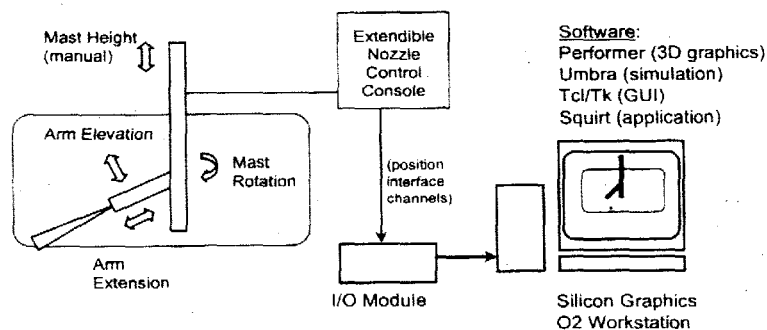 Mast Height
(manual)
Arm Elevation
Mast
Rotation
Arm
Extension
Extendible
Nozzle
Control
Console
(position
interface
channels)
I/O Module
Software:
Performer (3D graphics)
Umbra (simulation)
Tcl/Tk (GUI)
Squirt (application)
Silicon Graphics
O2 Workstation